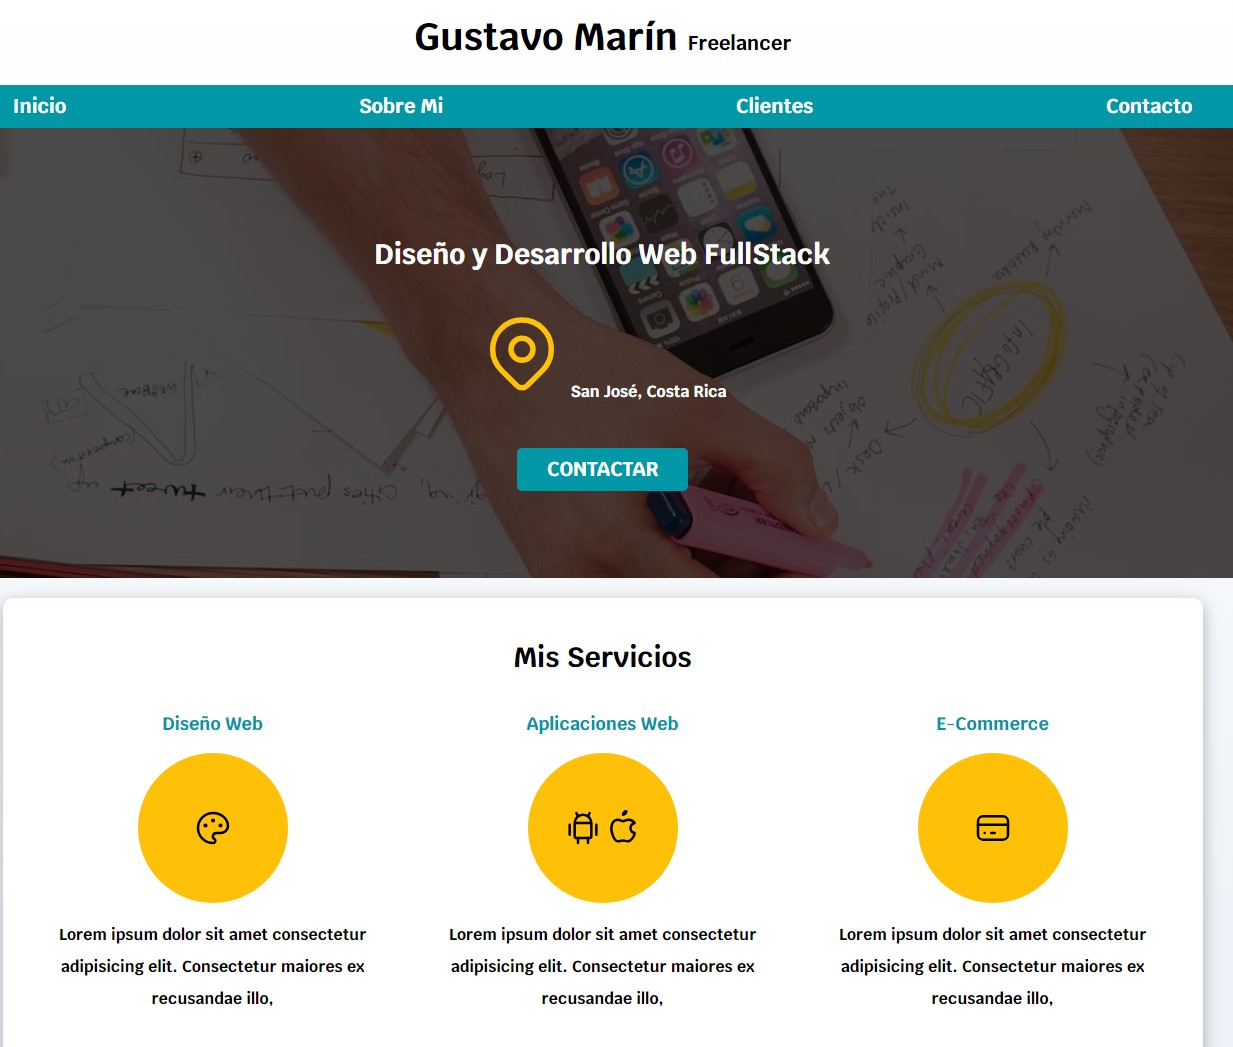 Gustavo Marín Freelancer
Inicio Sobre Mi Clientes Contacto
Diseño y Desarrollo Web FullStack
San José, Costa Rica
CONTACTAR
Mis Servicios
Diseño Web
Aplicaciones Web
E-Commerce
Lorem ipsum dolor sit amet consectetur
adipisicing elit. Consectetur maiores ex
recusandae illo,
Lorem ipsum dolor sit amet consectetur
adipisicing elit. Consectetur maiores ex
recusandae illo,
Lorem ipsum dolor sit amet consectetur
adipisicing elit. Consectetur maiores ex
recusandae illo,